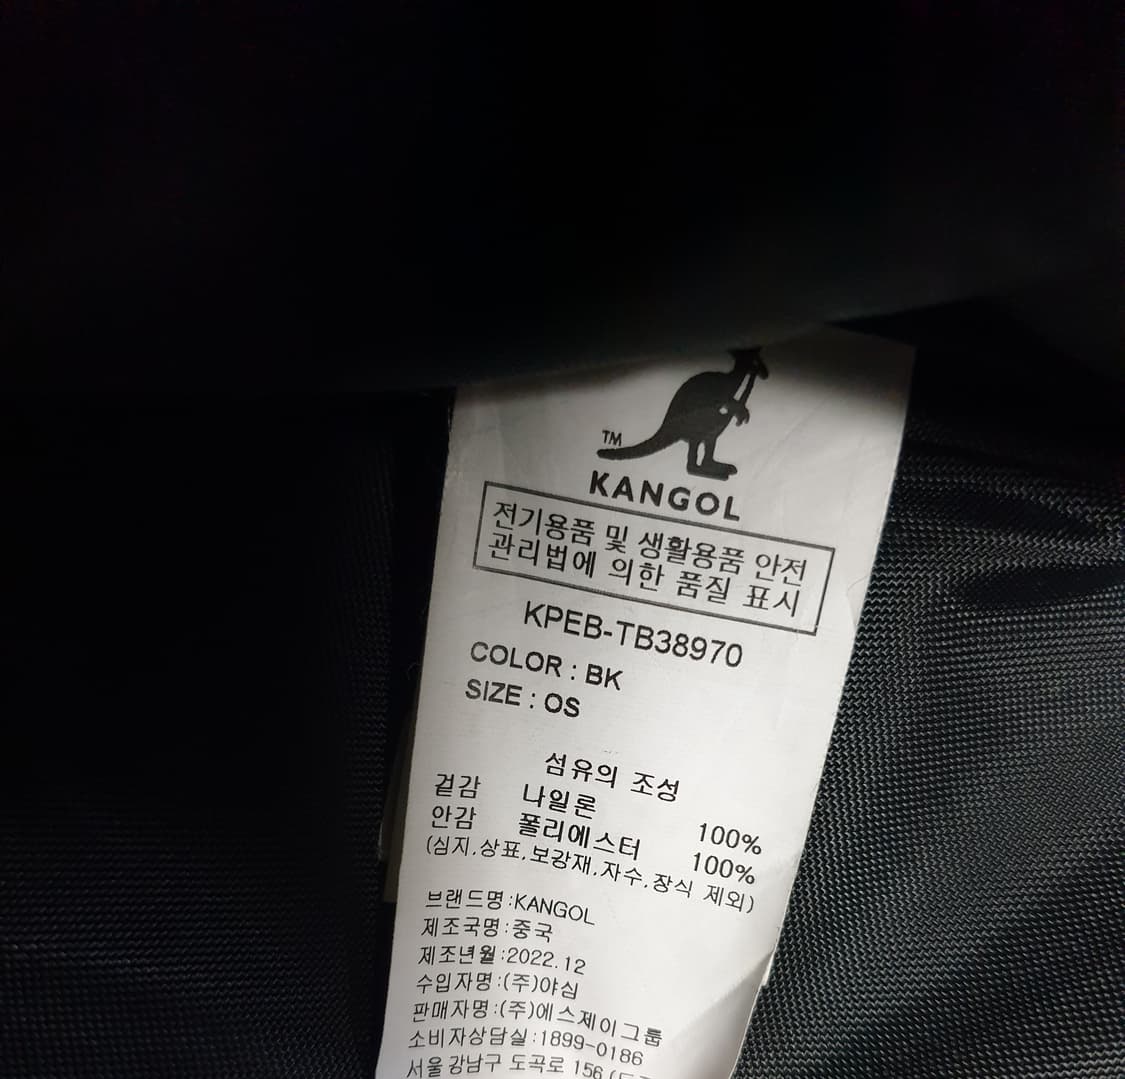 TM
KANGOL
전기용품 및 생활용품 안전
관리법에 의한 품질 표시
KPEB-TB38970
COLOR : BK
SIZE : OS
섬유의 조성
겉감 나일론 100%
안감 폴리에스터 100%
(심지,상표,보강재,자수,장식 제외)
브랜드명:KANGOL
제조국명:중국
제조년월:2022.12
수입자명:(주)야심
판매자명:(주)에스제이그룹
소비자상담실:1899-0186
서울 강남구 도곡로 156